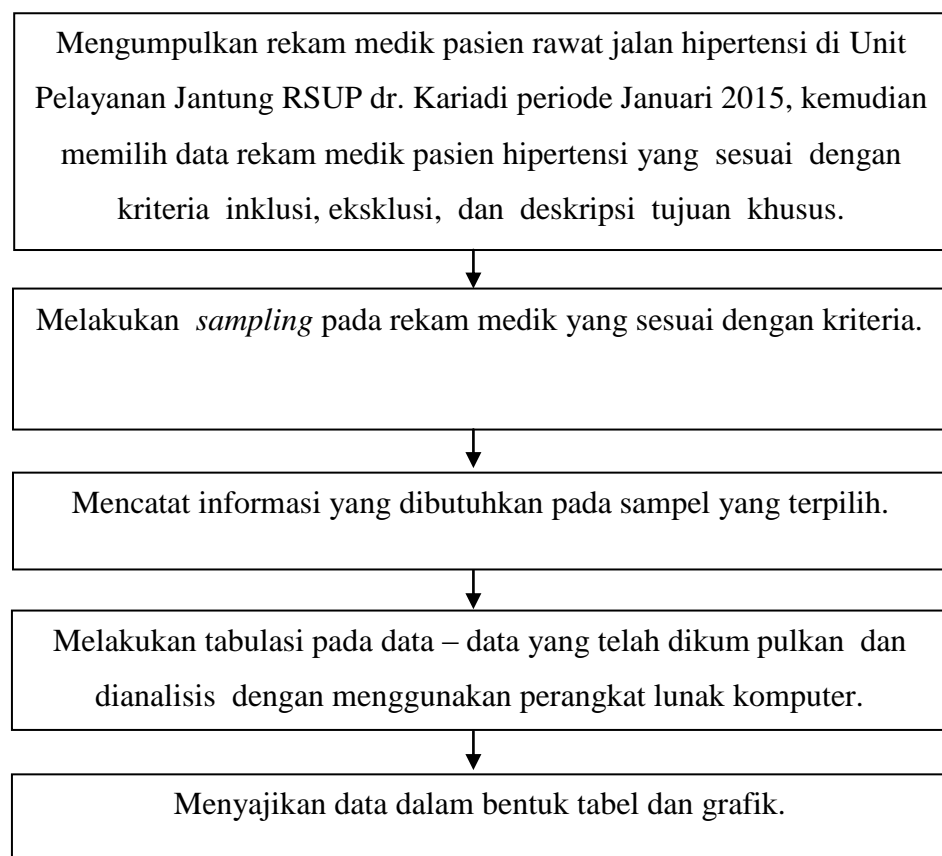 Mengumpulkan rekam medik pasien rawat jalan hipertensi di Unit
Pelayanan Jantung RSUP dr. Kariadi periode Januari 2015, kemudian
memilih data rekam medik pasien hipertensi yang sesuai dengan
kriteria inklusi, eksklusi, dan deskripsi tujuan khusus.
Melakukan sampling pada rekam medik yang sesuai dengan kriteria.
Mencatat informasi yang dibutuhkan pada sampel yang terpilih.
Melakukan tabulasi pada data – data yang telah dikum pulkan dan
dianalisis dengan menggunakan perangkat lunak komputer.
Menyajikan data dalam bentuk tabel dan grafik.